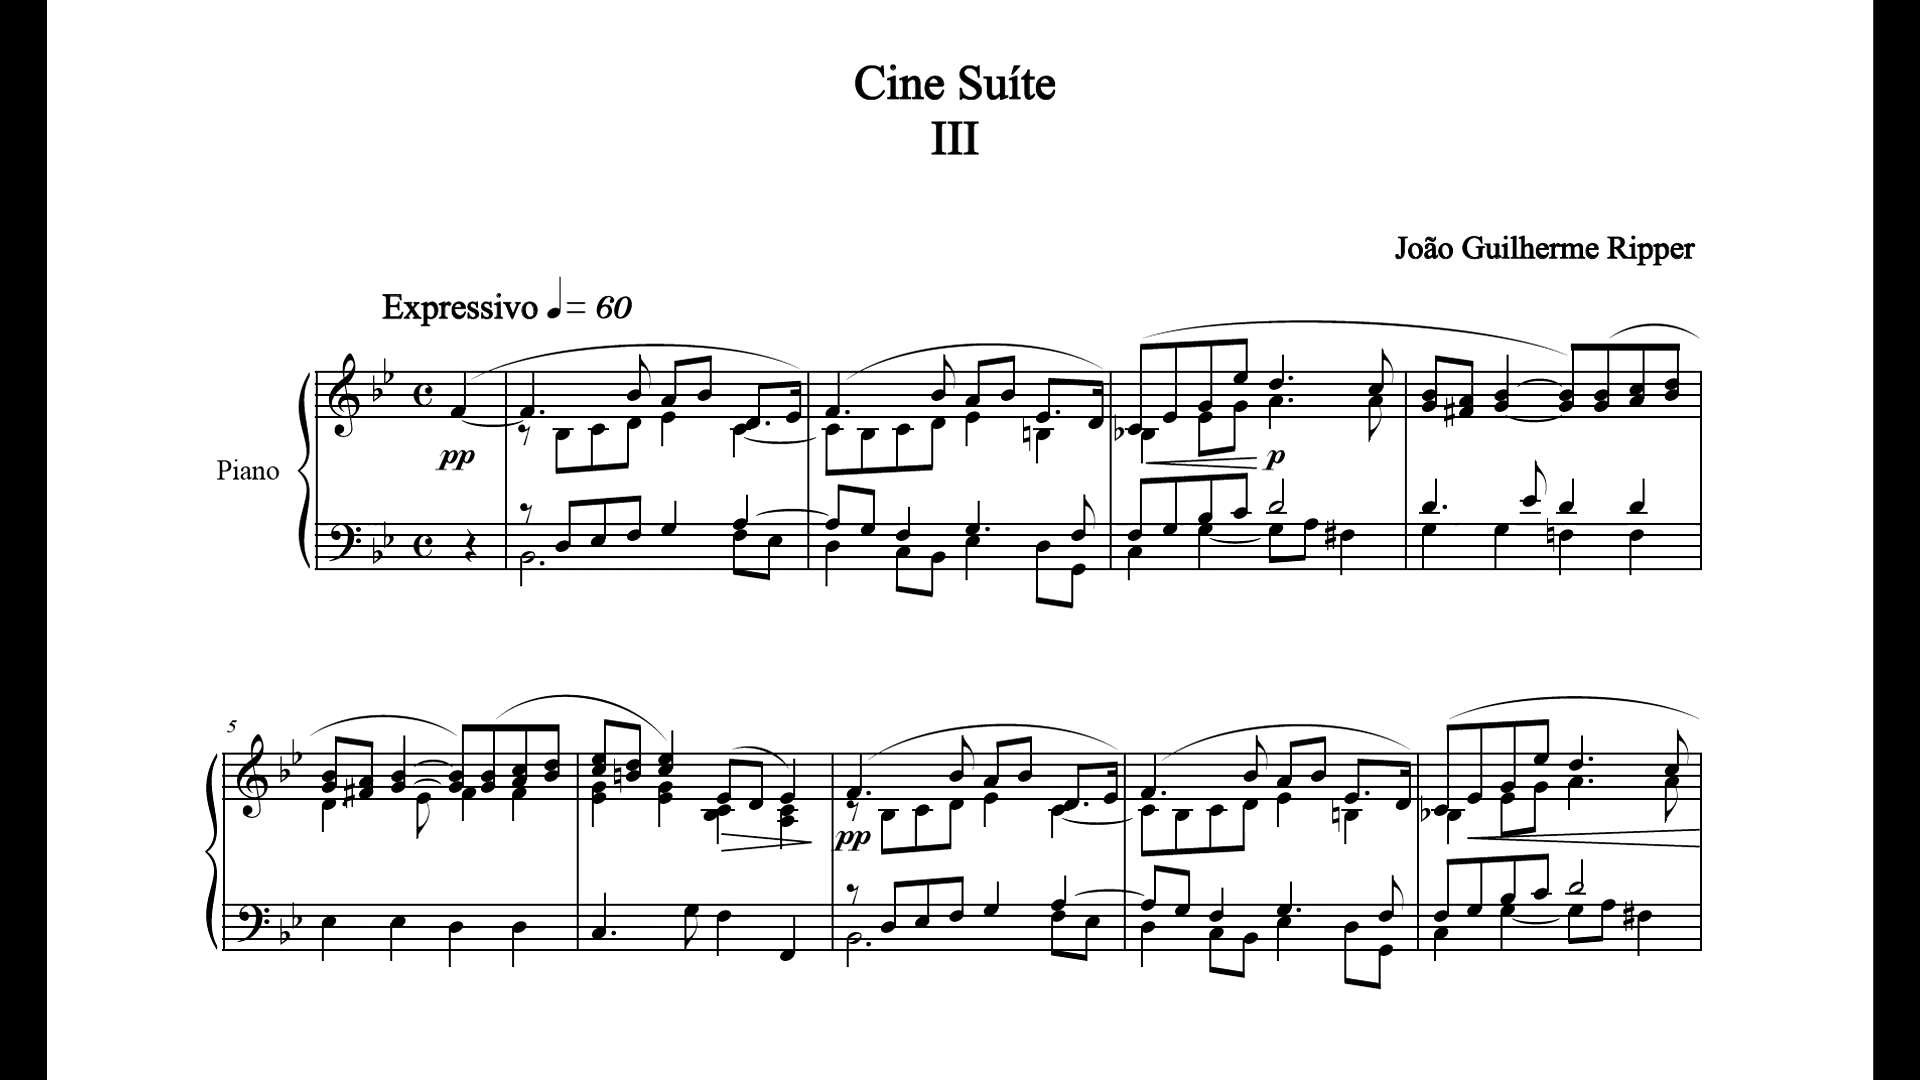 Cine Suíte
III
João Guilherme Ripper
Expressivo ♩= 60
pp
p
Piano
5
pp